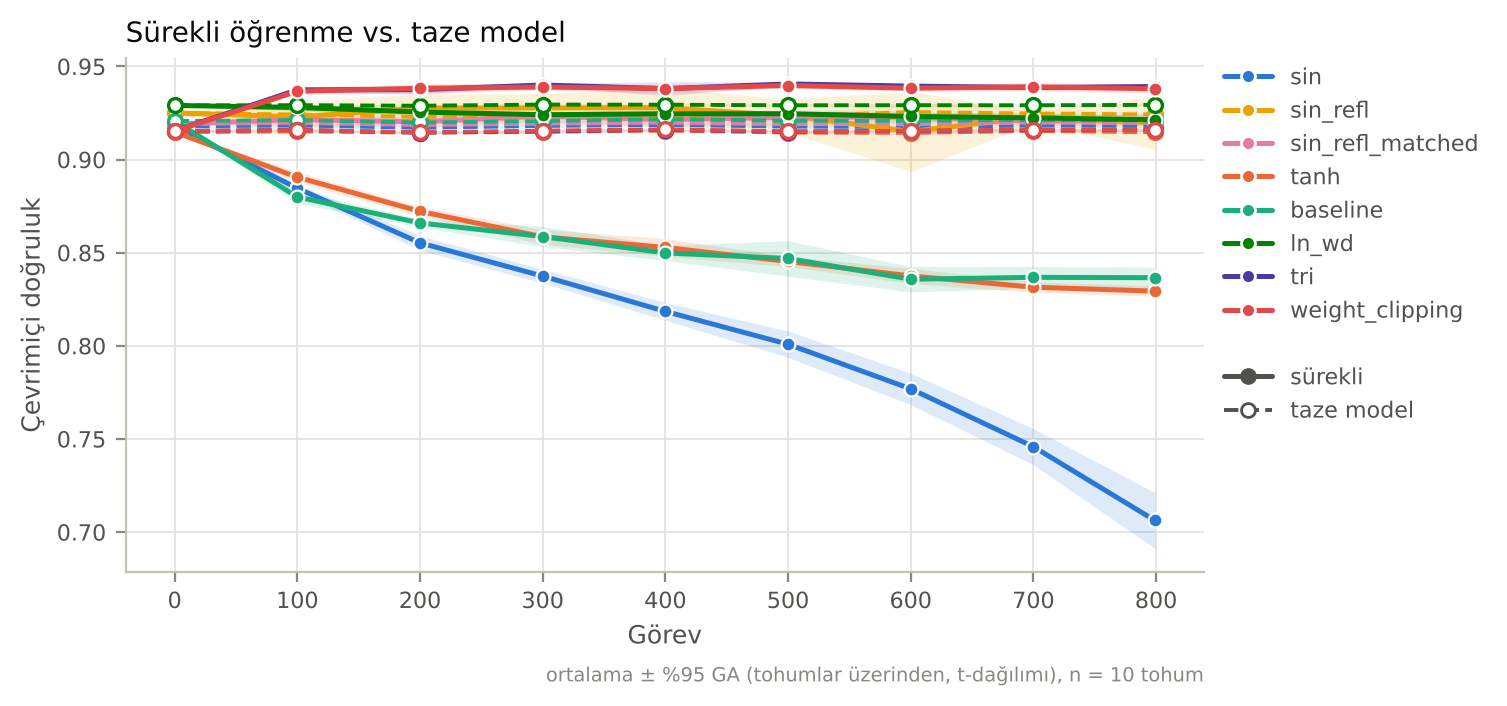 Sürekli öğrenme vs. taze model
0.95
0.90
0.85
0.80
0.75
0.70
Çevrimiçi doğruluk
0 100 200 300 400 500 600 700 800
Görev
sin
sin_refl
sin_refl_matched
tanh
baseline
ln_wd
tri
weight_clipping
sürekli
taze model
ortalama ± %95 GA (tohumlar üzerinden, t-dağılımı), n = 10 tohum